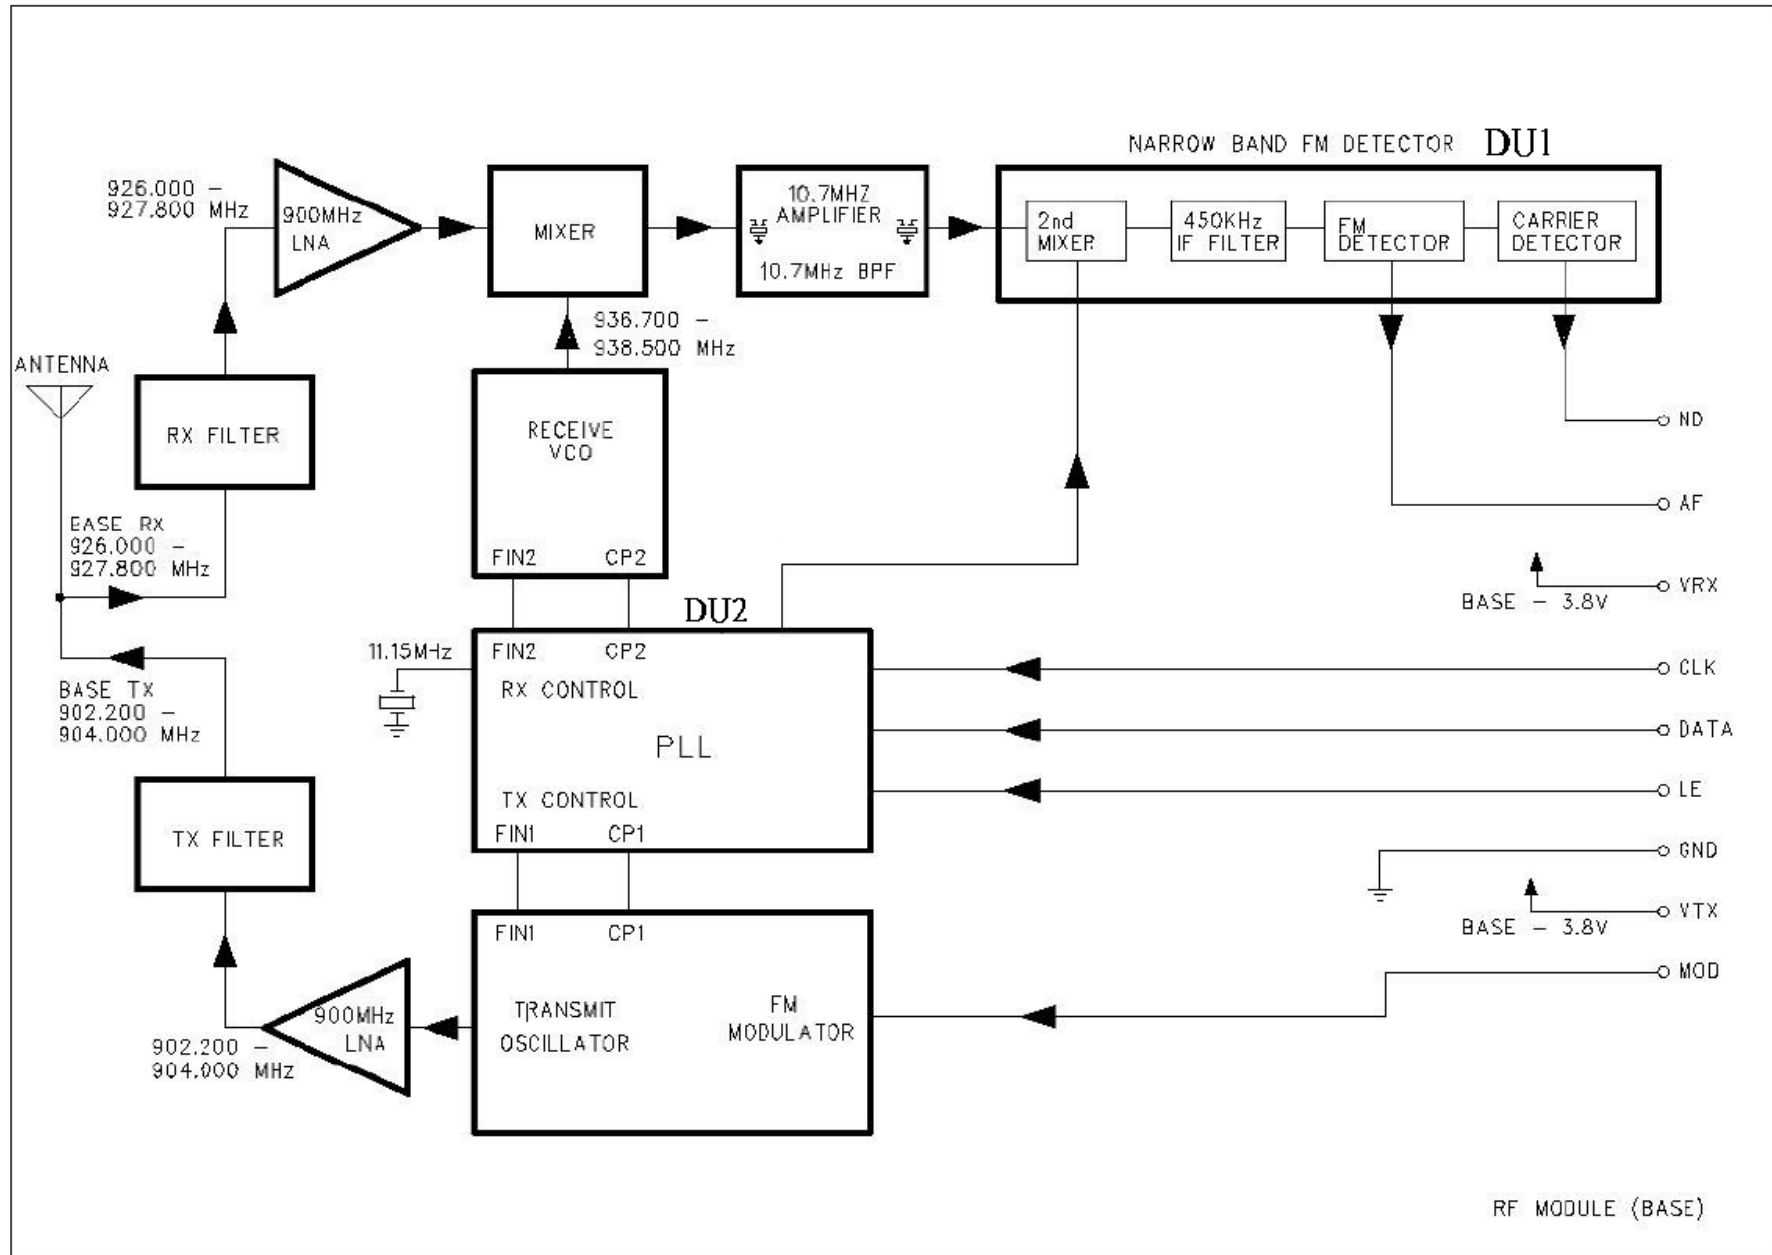 NARROW BAND FM DETECTOR DU1
926.000 -
927.800 MHz
900MHz
LNA
MIXER
10.7MHZ
AMPLIFIER
10.7MHz BPF
2nd
MIXER
450KHz
IF FILTER
FM
DETECTOR
CARRIER
DETECTOR
936.700 -
938.500 MHz
ANTENNA
RX FILTER
RECEIVE
VCO
FIN2 CP2
ND
AF
BASE RX
926.000 -
927.800 MHz
VRX
BASE - 3.8V
DU2
11.15MHz
FIN2 CP2
RX CONTROL
PLL
TX CONTROL
FIN1 CP1
CLK
DATA
LE
BASE TX
902.200 -
904.000 MHz
TX FILTER
GND
VTX
BASE - 3.8V
MOD
FIN1 CP1
TRANSMIT
OSCILLATOR
FM
MODULATOR
900MHz
LNA
902.200 -
904.000 MHz
RF MODULE (BASE)